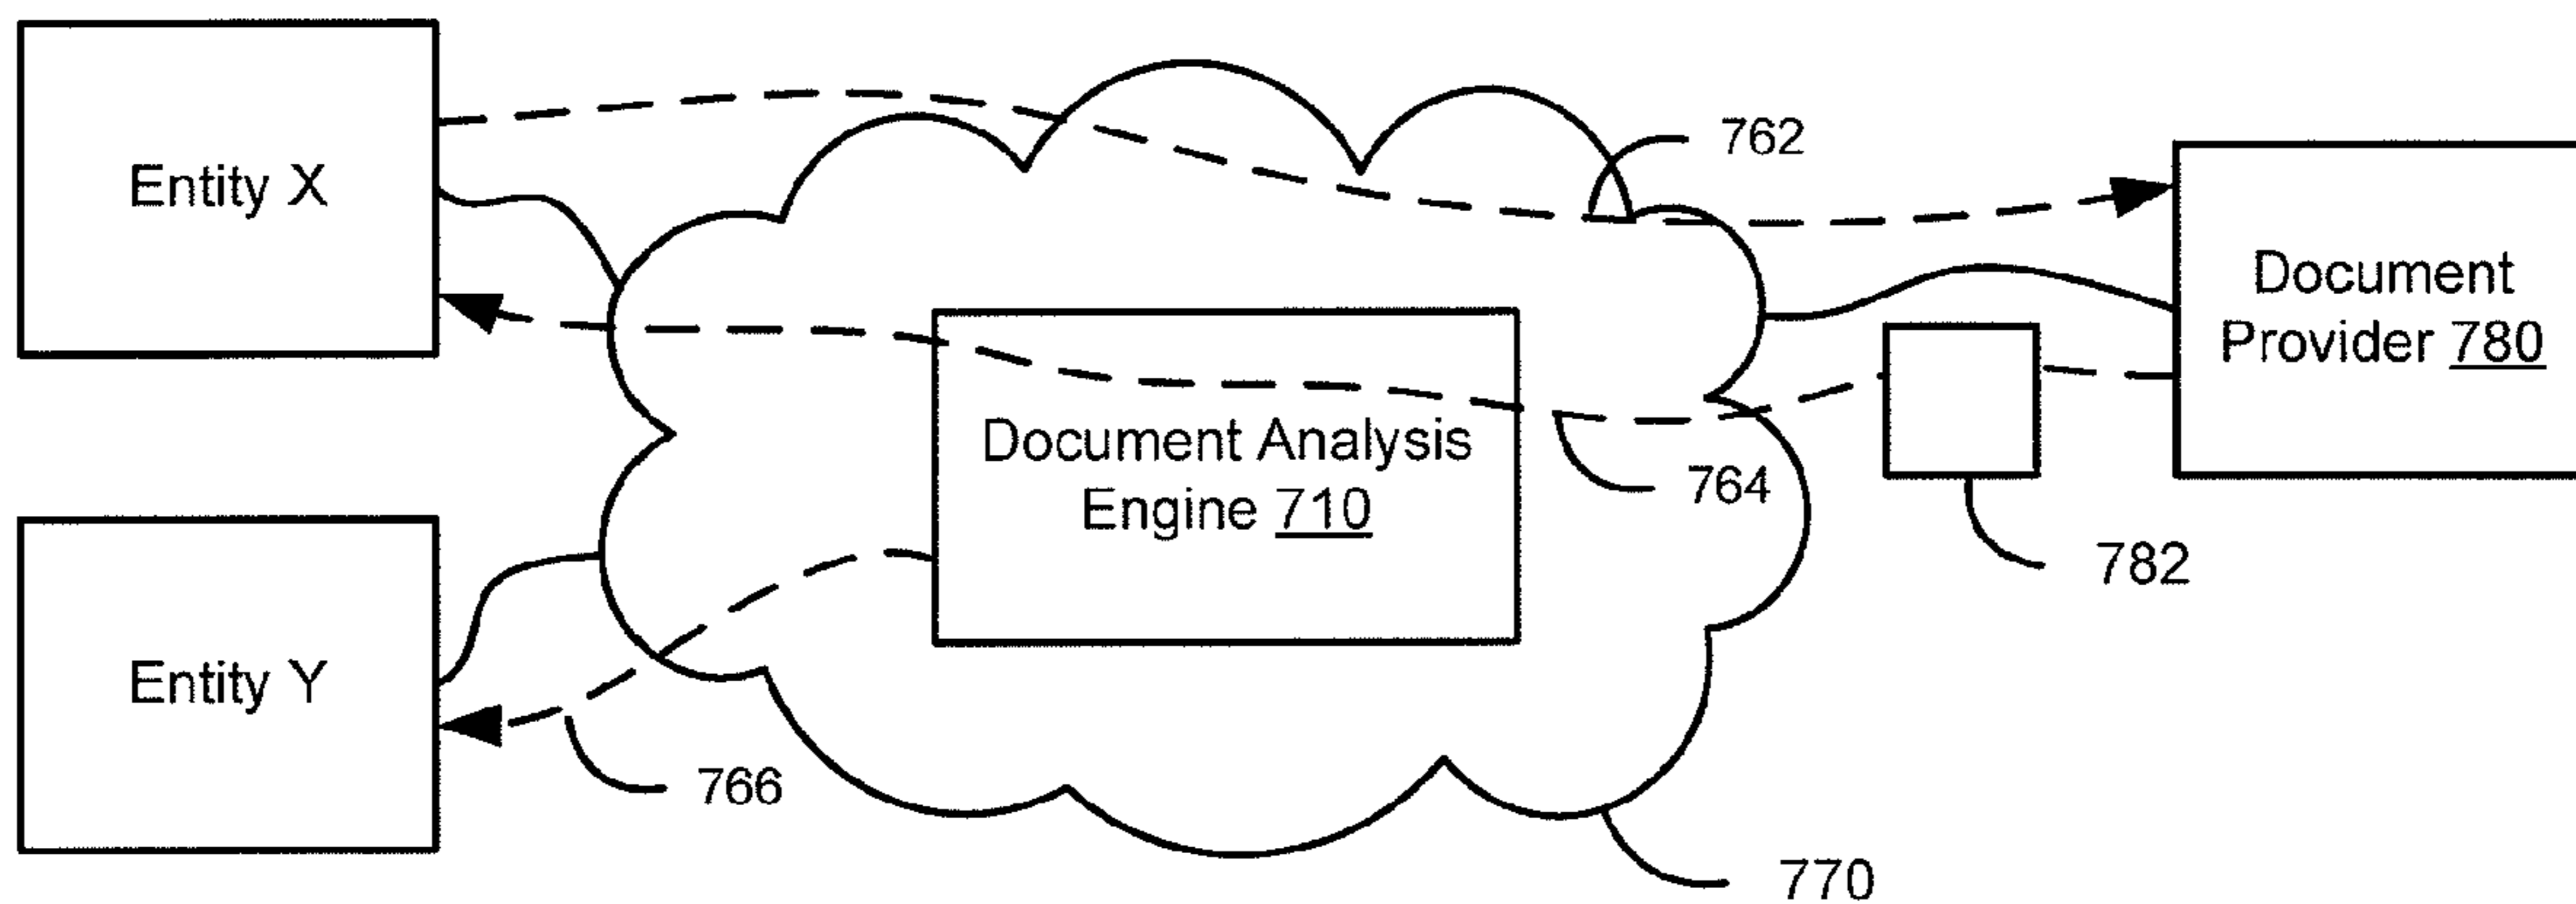 Entity X
762
Document
Provider 780
Document Analysis
Engine 710
764
782
Entity Y
766
770